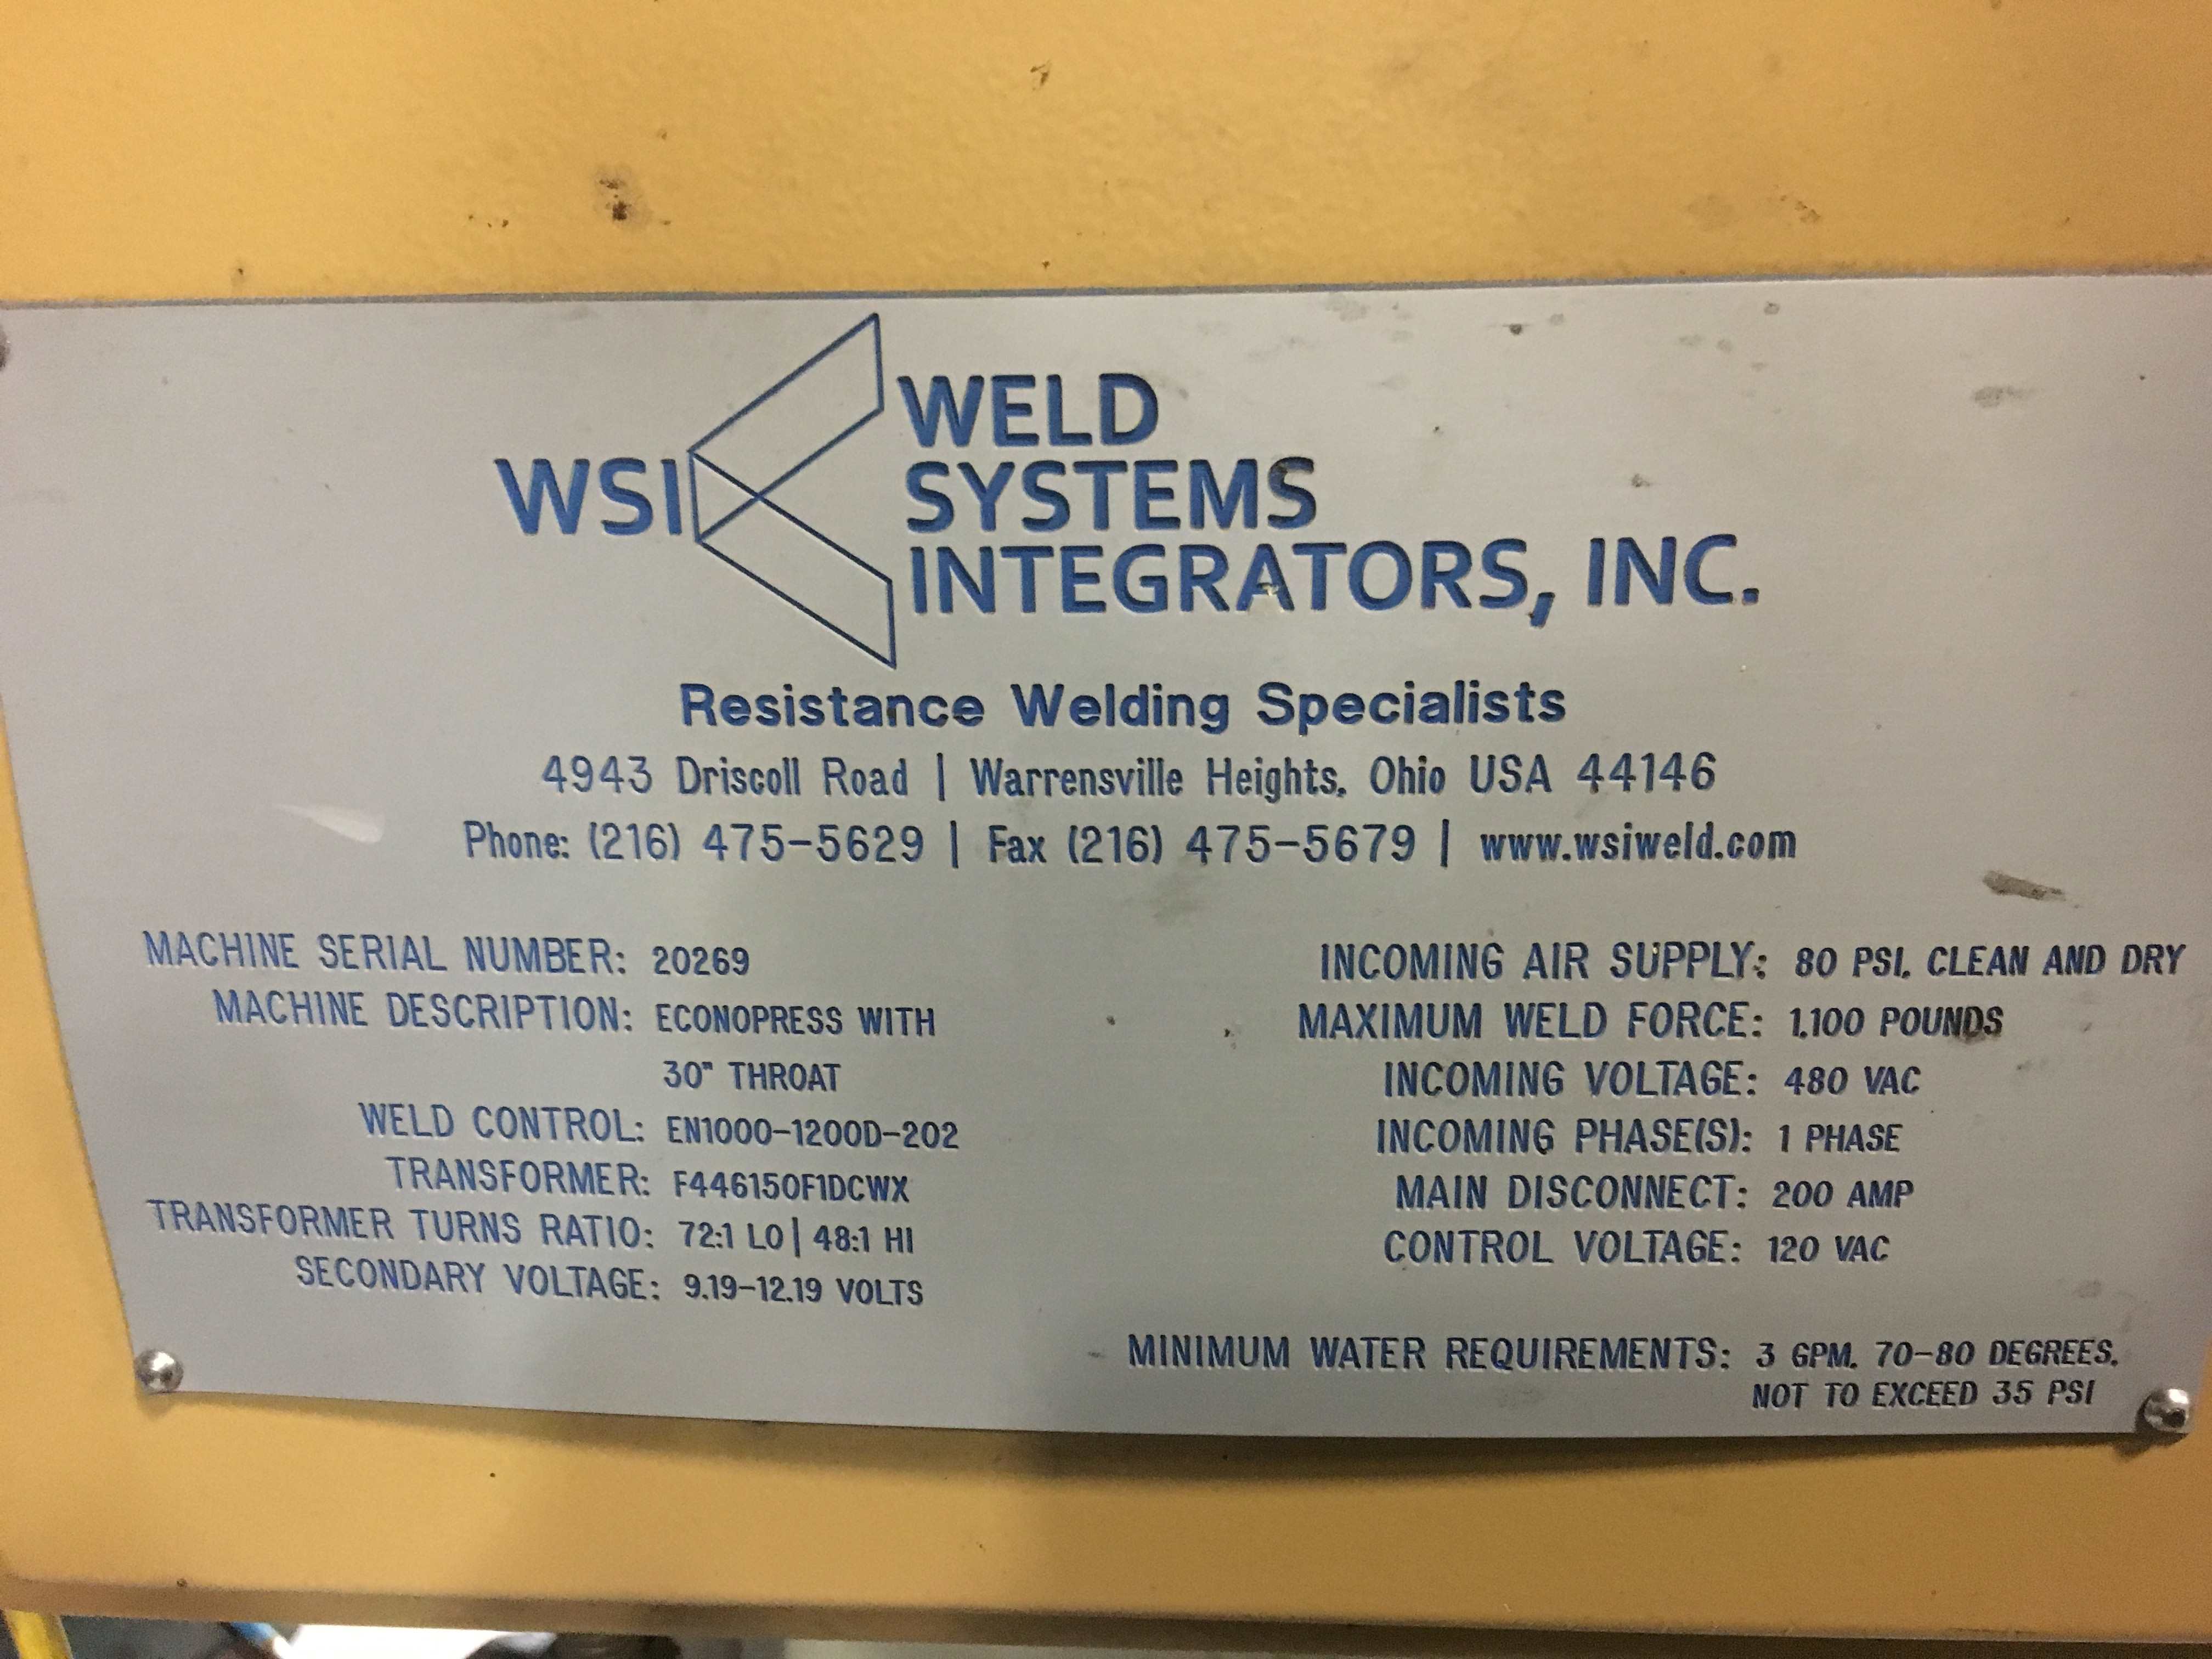 WSI
WELD
SYSTEMS
INTEGRATORS, INC.
Resistance Welding Specialists
4943 Driscoll Road | Warrensville Heights, Ohio USA 44146
Phone: (216) 475-5629 | Fax (216) 475-5679 | www.wsiweld.com
MACHINE SERIAL NUMBER: 20269
MACHINE DESCRIPTION: ECONOPRESS WITH
30" THROAT
WELD CONTROL: EN1000-1200D-202
TRANSFORMER: F446150F1DCWX
TRANSFORMER TURNS RATIO: 72:1 LO | 48:1 HI
SECONDARY VOLTAGE: 9.19-12.19 VOLTS
INCOMING AIR SUPPLY: 80 PSI, CLEAN AND DRY
MAXIMUM WELD FORCE: 1,100 POUNDS
INCOMING VOLTAGE: 480 VAC
INCOMING PHASE(S): 1 PHASE
MAIN DISCONNECT: 200 AMP
CONTROL VOLTAGE: 120 VAC
MINIMUM WATER REQUIREMENTS: 3 GPM, 70-80 DEGREES,
NOT TO EXCEED 35 PSI